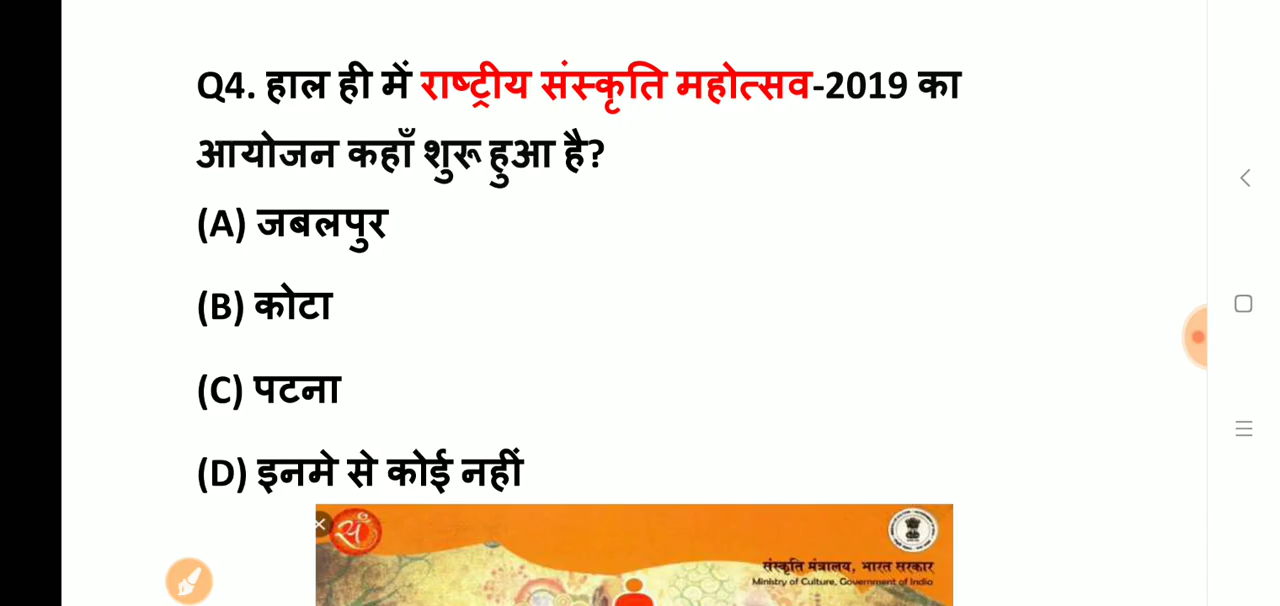 Q4. हाल ही में राष्ट्रीय संस्कृति महोत्सव-2019 का
आयोजन कहाँ शुरू हुआ है?
(A) जबलपुर
(B) कोटा
(C) पटना
(D) इनमे से कोई नहीं
सं
संस्कृति मंत्रालय, भारत सरकार
Ministry of Culture, Government of India